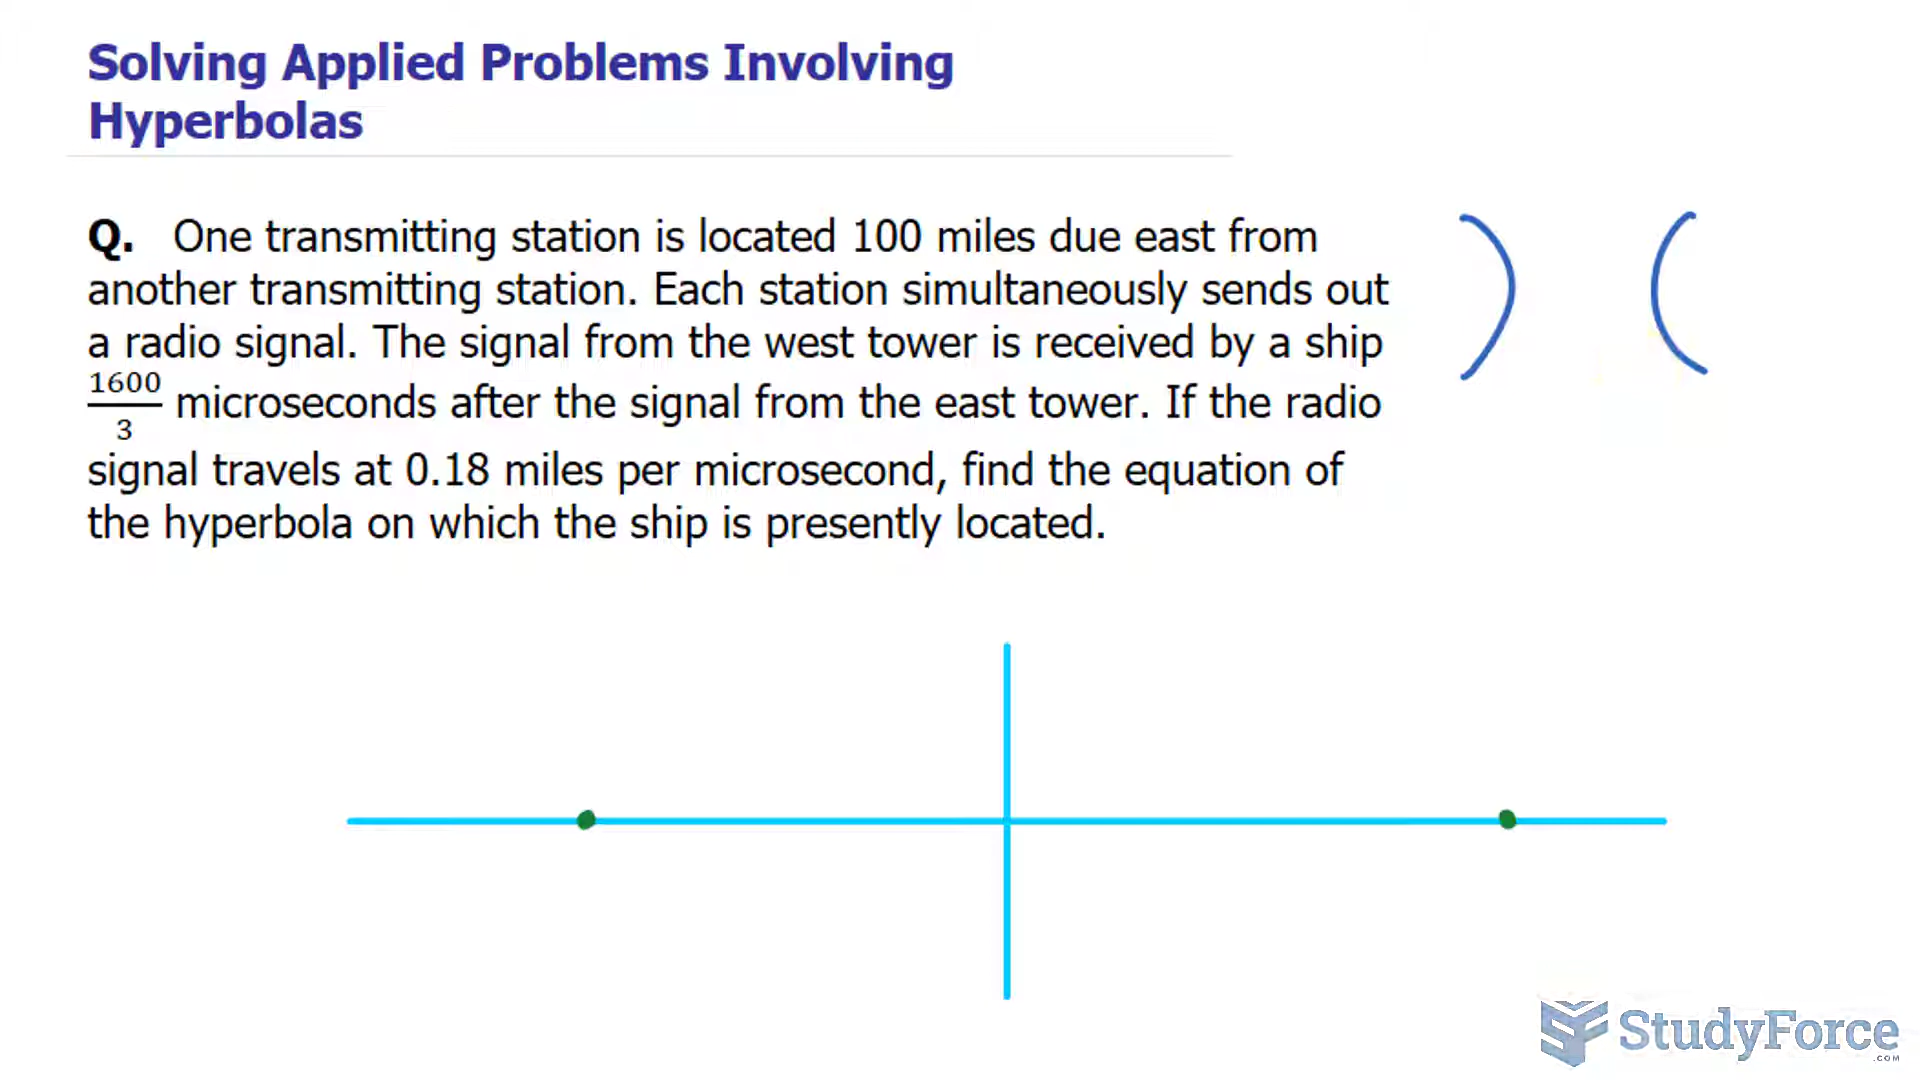 Solving Applied Problems Involving
Hyperbolas
Q. One transmitting station is located 100 miles due east from
another transmitting station. Each station simultaneously sends out
a radio signal. The signal from the west tower is received by a ship
1600/3 microseconds after the signal from the east tower. If the radio
signal travels at 0.18 miles per microsecond, find the equation of
the hyperbola on which the ship is presently located.
StudyForce
.COM